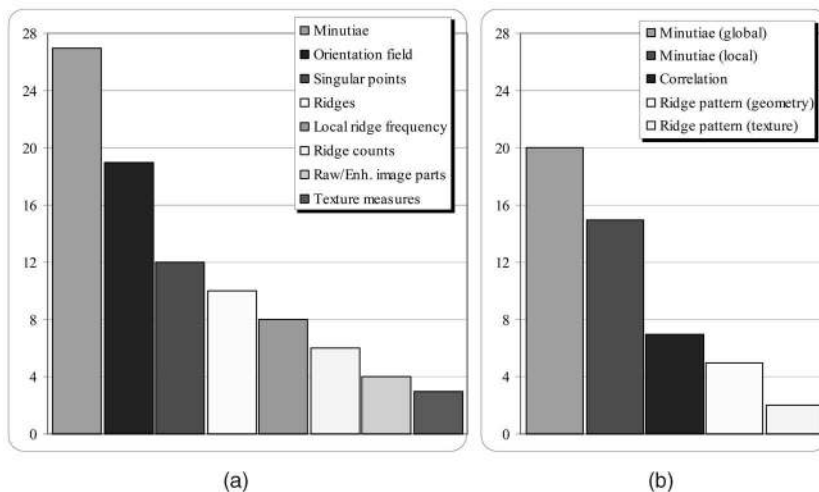 28
24
20
16
12
8
4
0
Minutiae
Orientation field
Singular points
Ridges
Local ridge frequency
Ridge counts
Raw/Enh. image parts
Texture measures
(a)
28
24
20
16
12
8
4
0
Minutiae (global)
Minutiae (local)
Correlation
Ridge pattern (geometry)
Ridge pattern (texture)
(b)